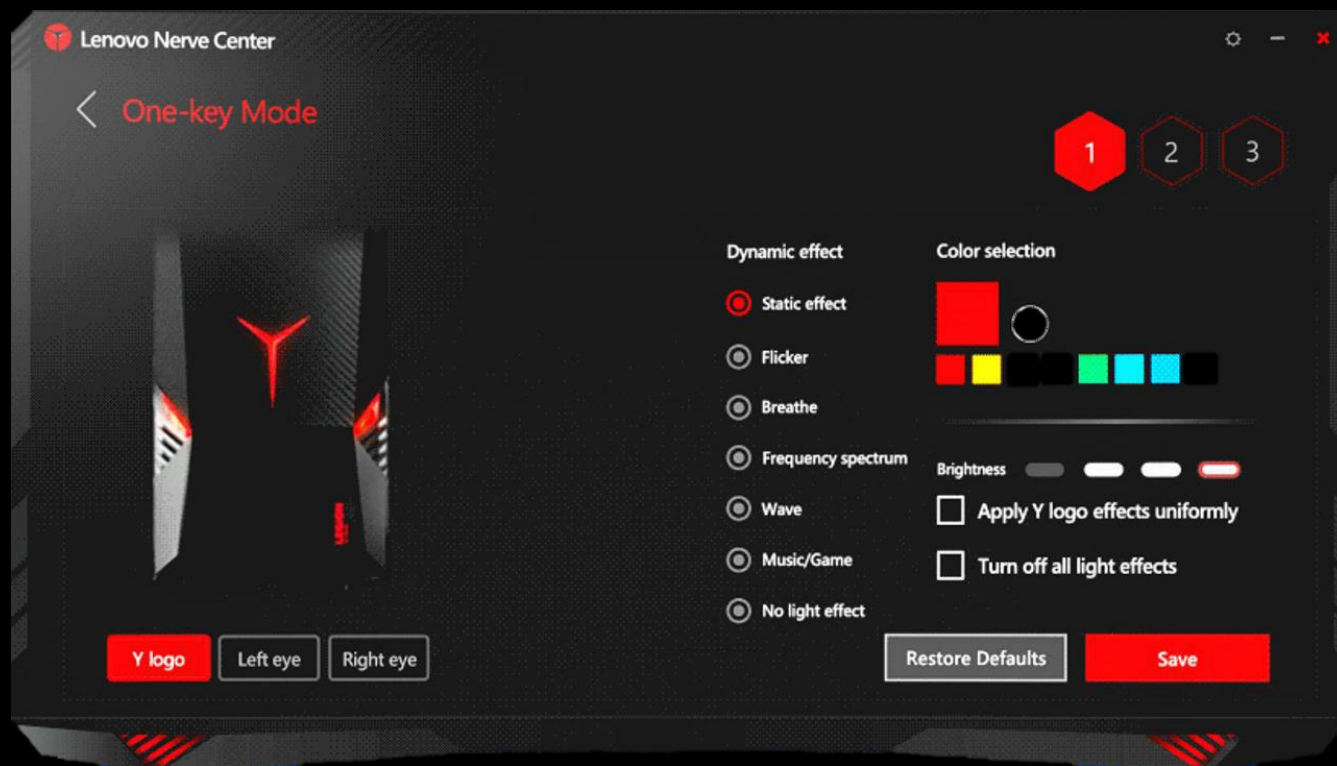 Lenovo Nerve Center
One-key Mode
1 2 3
Dynamic effect
Static effect
Flicker
Breathe
Frequency spectrum
Wave
Music/Game
No light effect
Color selection
Brightness
Apply Y logo effects uniformly
Turn off all light effects
LEGION
Y logo
Left eye
Right eye
Restore Defaults
Save